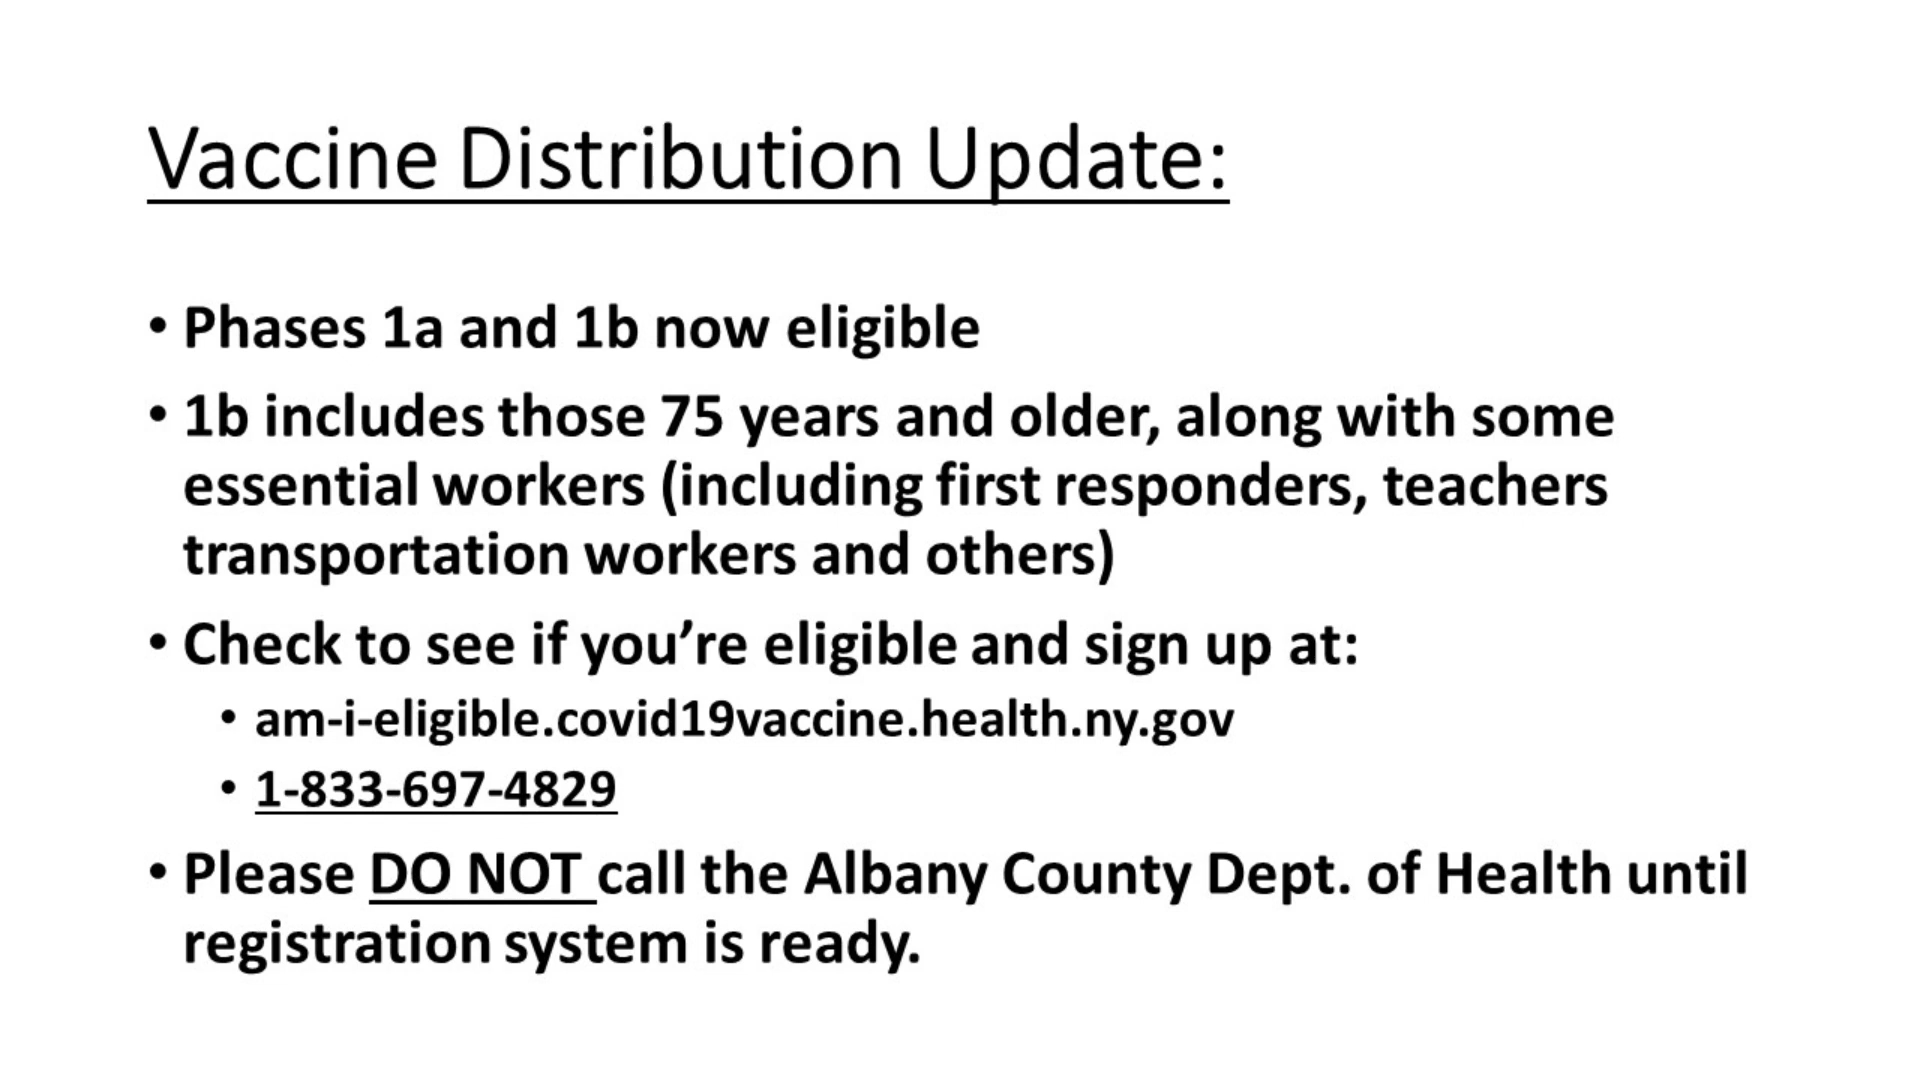 Vaccine Distribution Update:
• Phases 1a and 1b now eligible
• 1b includes those 75 years and older, along with some
essential workers (including first responders, teachers
transportation workers and others)
• Check to see if you’re eligible and sign up at:
• am-i-eligible.covid19vaccine.health.ny.gov
• 1-833-697-4829
• Please DO NOT call the Albany County Dept. of Health until
registration system is ready.